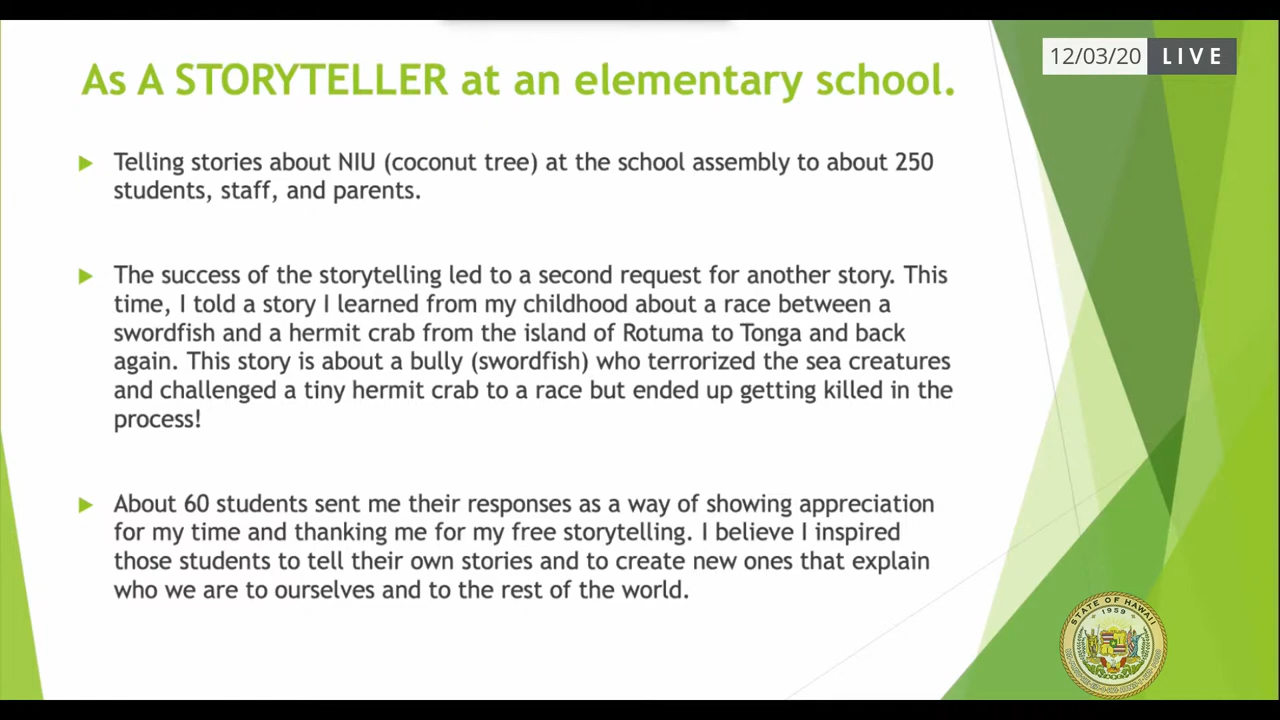 12/03/20 LIVE
As A STORYTELLER at an elementary school.
Telling stories about NIU (coconut tree) at the school assembly to about 250
students, staff, and parents.
The success of the storytelling led to a second request for another story. This
time, I told a story I learned from my childhood about a race between a
swordfish and a hermit crab from the island of Rotuma to Tonga and back
again. This story is about a bully (swordfish) who terrorized the sea creatures
and challenged a tiny hermit crab to a race but ended up getting killed in the
process!
About 60 students sent me their responses as a way of showing appreciation
for my time and thanking me for my free storytelling. I believe I inspired
those students to tell their own stories and to create new ones that explain
who we are to ourselves and to the rest of the world.
STATE OF HAWAII
1959